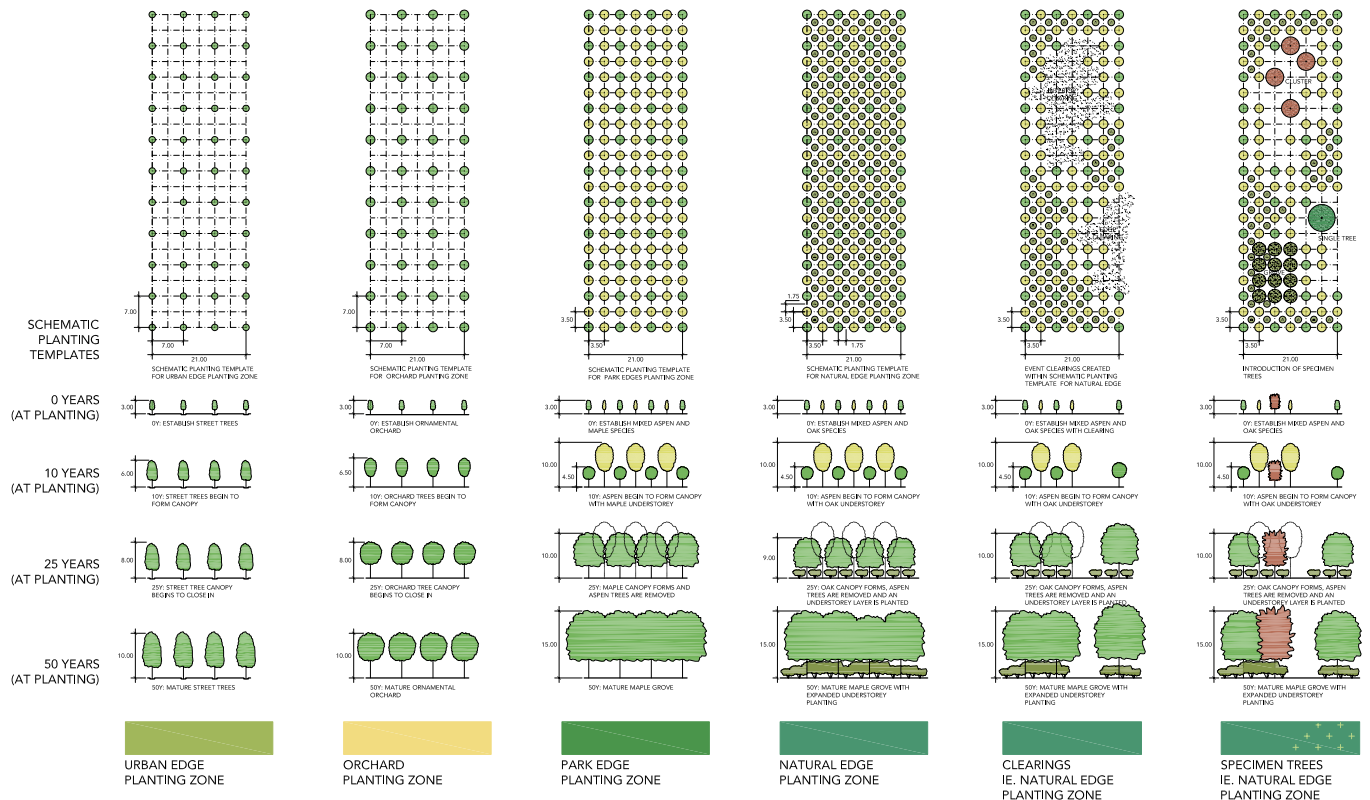 CLUSTER
SINGLE TREE
7.00
7.00
21.00
7.00
7.00
21.00
3.50
3.50
21.00
1.75
3.50
3.50
1.75
21.00
3.50
3.50
21.00
3.50
3.50
21.00
SCHEMATIC
PLANTING
TEMPLATES
SCHEMATIC PLANTING TEMPLATE
FOR URBAN EDGE PLANTING ZONE
SCHEMATIC PLANTING TEMPLATE
FOR ORCHARD PLANTING ZONE
SCHEMATIC PLANTING TEMPLATE
FOR PARK EDGES PLANTING ZONE
SCHEMATIC PLANTING TEMPLATE
FOR NATURAL EDGE PLANTING ZONE
EVENT CLEARINGS CREATED
WITHIN SCHEMATIC PLANTING
TEMPLATE FOR NATURAL EDGE
INTRODUCTION OF SPECIMEN
TREES
0 YEARS
(AT PLANTING)
3.00
0Y: ESTABLISH STREET TREES
3.00
0Y: ESTABLISH ORNAMENTAL
ORCHARD
3.00
0Y: ESTABLISH MIXED ASPEN AND
MAPLE SPECIES
3.00
0Y: ESTABLISH MIXED ASPEN AND
OAK SPECIES
3.00
0Y: ESTABLISH MIXED ASPEN AND
OAK SPECIES WITH CLEARING
3.00
0Y: ESTABLISH MIXED ASPEN AND
OAK SPECIES
10 YEARS
(AT PLANTING)
6.00
10Y: STREET TREES BEGIN TO
FORM CANOPY
6.50
10Y: ORCHARD TREES BEGIN TO
FORM CANOPY
10.00
4.50
10Y: ASPEN BEGIN TO FORM CANOPY
WITH MAPLE UNDERSTOREY
10.00
4.50
10Y: ASPEN BEGIN TO FORM CANOPY
WITH OAK UNDERSTOREY
10.00
4.50
10Y: ASPEN BEGIN TO FORM CANOPY
WITH OAK UNDERSTOREY
10.00
4.50
10Y: ASPEN BEGIN TO FORM CANOPY
WITH OAK UNDERSTOREY
25 YEARS
(AT PLANTING)
8.00
25Y: STREET TREE CANOPY
BEGINS TO CLOSE IN
8.00
25Y: ORCHARD TREE CANOPY
BEGINS TO CLOSE IN
10.00
25Y: MAPLE CANOPY FORMS AND
ASPEN TREES ARE REMOVED
9.00
25Y: OAK CANOPY FORMS, ASPEN
TREES ARE REMOVED AND AN
UNDERSTOREY LAYER IS PLANTED
10.00
25Y: OAK CANOPY FORMS, ASPEN
TREES ARE REMOVED AND AN
UNDERSTOREY LAYER IS PLANTED
10.00
25Y: OAK CANOPY FORMS, ASPEN
TREES ARE REMOVED AND AN
UNDERSTOREY LAYER IS PLANTED
50 YEARS
(AT PLANTING)
10.00
50Y: MATURE STREET TREES
10.00
50Y: MATURE ORNAMENTAL
ORCHARD
15.00
50Y: MATURE MAPLE GROVE
15.00
50Y: MATURE MAPLE GROVE WITH
EXPANDED UNDERSTOREY
PLANTING
15.00
50Y: MATURE MAPLE GROVE WITH
EXPANDED UNDERSTOREY
PLANTING
15.00
50Y: MATURE MAPLE GROVE WITH
EXPANDED UNDERSTOREY
PLANTING
URBAN EDGE
PLANTING ZONE
ORCHARD
PLANTING ZONE
PARK EDGE
PLANTING ZONE
NATURAL EDGE
PLANTING ZONE
CLEARINGS
IE. NATURAL EDGE
PLANTING ZONE
SPECIMEN TREES
IE. NATURAL EDGE
PLANTING ZONE